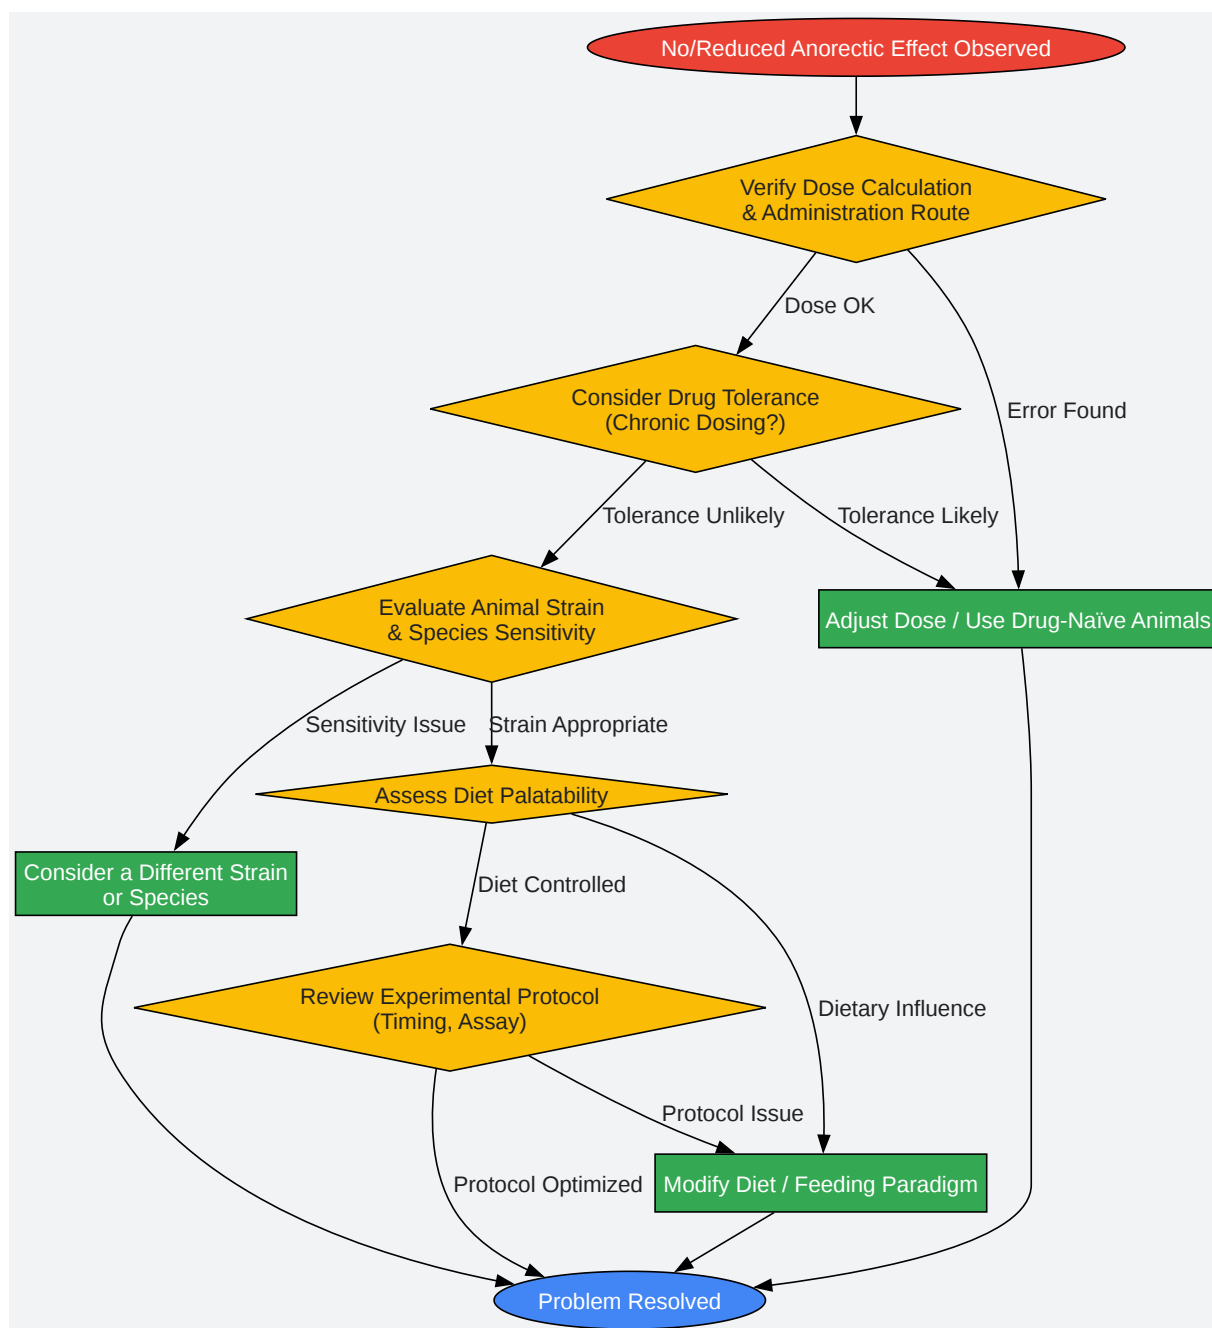 No/Reduced Anorectic Effect Observed
Verify Dose Calculation
& Administration Route
Dose OK
Error Found
Consider Drug Tolerance
(Chronic Dosing?)
Tolerance Unlikely
Tolerance Likely
Evaluate Animal Strain
& Species Sensitivity
Adjust Dose / Use Drug-Naïve Animals
Sensitivity Issue
Strain Appropriate
Assess Diet Palatability
Consider a Different Strain
or Species
Diet Controlled
Review Experimental Protocol
(Timing, Assay)
Dietary Influence
Protocol Issue
Protocol Optimized
Modify Diet / Feeding Paradigm
Problem Resolved